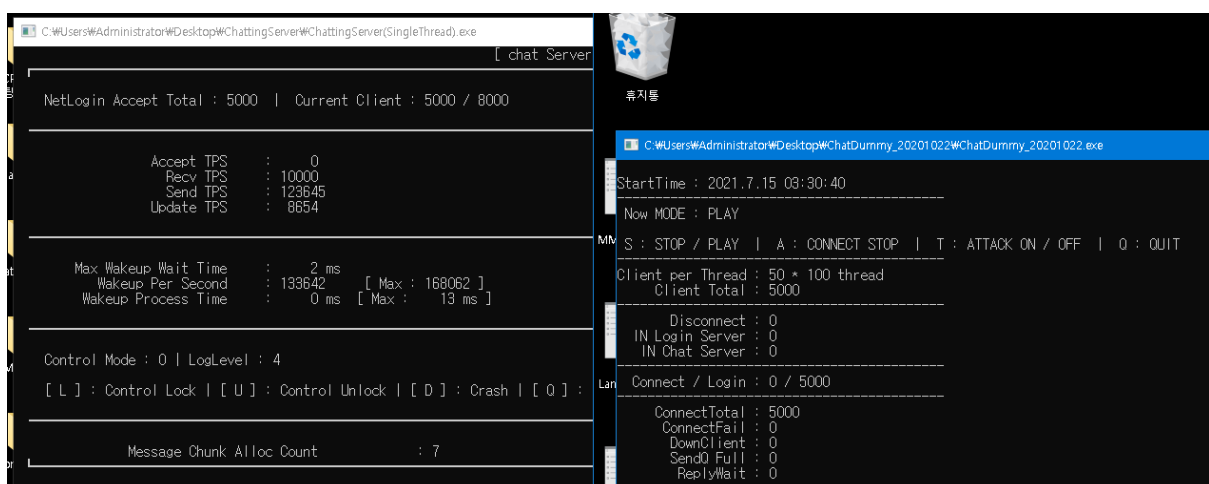 C:₩Users₩Administrator₩Desktop₩ChattingServer₩ChattingServer(SingleThread).exe
[ chat Server
NetLogin Accept Total : 5000 | Current Client : 5000 / 8000
Accept TPS : 0
Recv TPS : 10000
Send TPS : 123645
Update TPS : 8654
Max Wakeup Wait Time : 2 ms
Wakeup Per Second : 133642 [ Max : 168062 ]
Wakeup Process Time : 0 ms [ Max : 13 ms ]
Control Mode : 0 | LogLevel : 4
[ L ] : Control Lock | [ U ] : Control Unlock | [ D ] : Crash | [ Q ] :
Message Chunk Alloc Count : 7
휴지통
C:₩Users₩Administrator₩Desktop₩ChatDummy_20201022₩ChatDummy_20201022.exe
StartTime : 2021.7.15 03:30:40
Now MODE : PLAY
S : STOP / PLAY | A : CONNECT STOP | T : ATTACK ON / OFF | Q : QUIT
Client per Thread : 50 * 100 thread
Client Total : 5000
Disconnect : 0
IN Login Server : 0
IN Chat Server : 0
Connect / Login : 0 / 5000
ConnectTotal : 5000
ConnectFail : 0
DownClient : 0
SendQ Full : 0
ReplyWait : 0